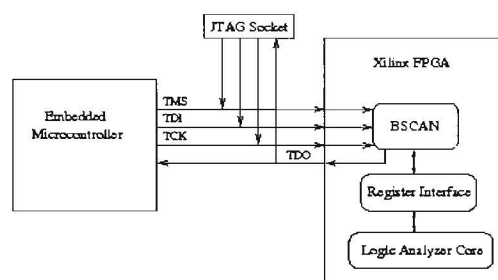 JTAG Socket
Xilinx FPGA
Embedded
Microcontroller
TMS
TDI
TCK
TDO
BSCAN
Register Interface
Logic Analyzer Core